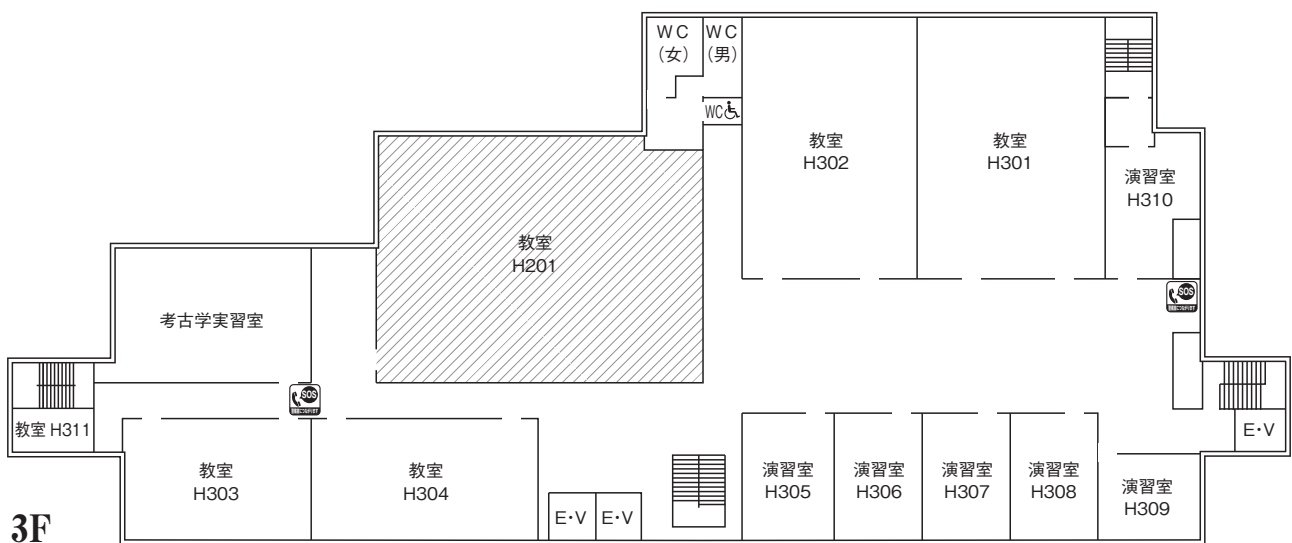 WC
(女)
WC
(男)
WC
教室
H302
教室
H301
演習室
H310
教室
H201
考古学実習室
SOS
SOS
教室 H311
教室
H303
教室
H304
E・V
E・V
演習室
H305
演習室
H306
演習室
H307
演習室
H308
演習室
H309
E・V
3F